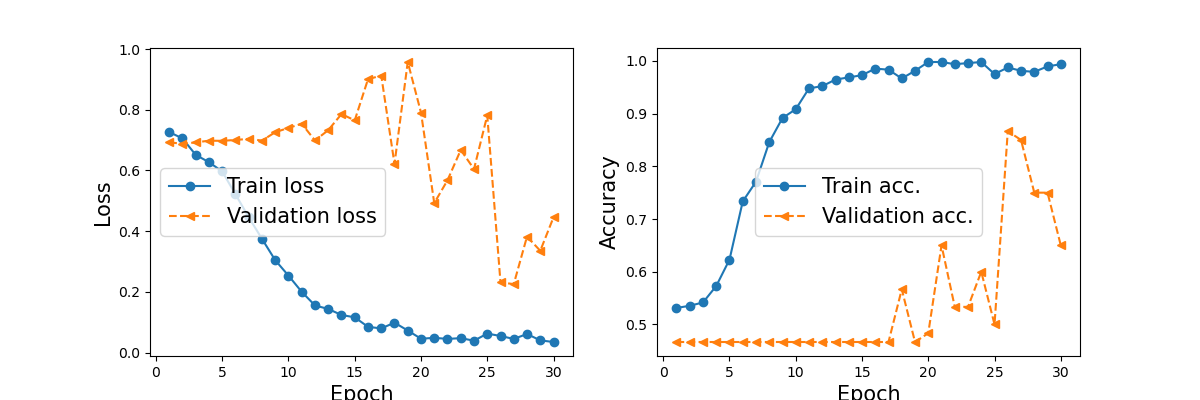 1.0
0.8
0.6
0.4
0.2
0.0
Loss
Train loss
Validation loss
0 5 10 15 20 25 30
Epoch
1.0
0.9
0.8
0.7
0.6
0.5
Accuracy
Train acc.
Validation acc.
0 5 10 15 20 25 30
Epoch